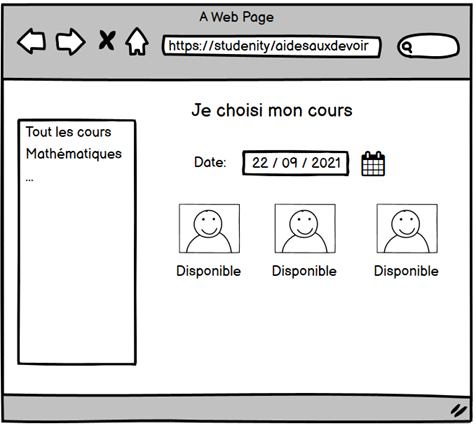 A Web Page
https://studenity/aidesauxdevoir
Je choisi mon cours
Tout les cours
Mathématiques
...
Date: 22 / 09 / 2021
Disponible Disponible Disponible